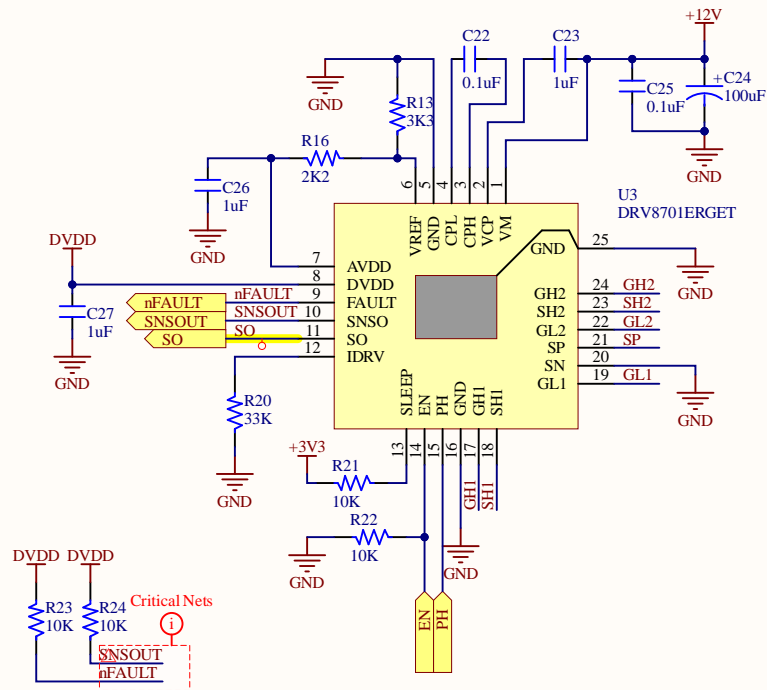 +12V
C22
0.1uF
C23
1uF
C25
0.1uF
+
C24
100uF
GND
GND
R13
3K3
R16
2K2
C26
1uF
GND
6
5
4
3
2
1
VREF
GND
CPL
CPH
VCP
VM
U3
DRV8701ERGET
DVDD
C27
1uF
GND
nFAULT
SNSOUT
SO
nFAULT
SNSOUT
SO
7
8
9
10
11
12
AVDD
DVDD
FAULT
SNSO
SO
IDRV
GND
GH2
SH2
GL2
SP
SN
GL1
25
24
23
22
21
20
19
GH2
SH2
GL2
SP
GL1
GND
GND
R20
33K
GND
SLEEP
EN
PH
GND
GH1
SH1
13
14
15
16
17
18
GH1
SH1
+3V3
R21
10K
R22
10K
GND
GND
EN
PH
DVDD
DVDD
R23
10K
R24
10K
Critical Nets
i
SNSOUT
nFAULT